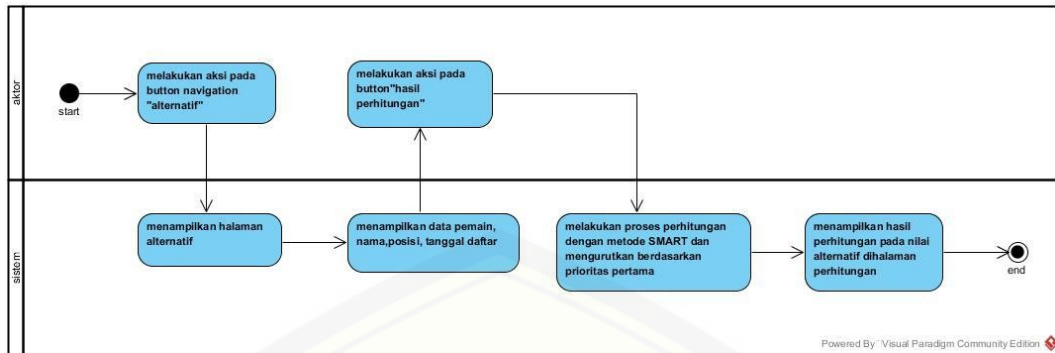 aktor
start
melakukan aksi pada
button navigation
"alternatif"
melakukan aksi pada
button"hasil
perhitungan"
sistem
menampilkan halaman
alternatif
menampilkan data pemain,
nama,posisi, tanggal daftar
melakukan proses perhitungan
dengan metode SMART dan
mengurutkan berdasarkan
prioritas pertama
menampilkan hasil
perhitungan pada nilai
alternatif dihalaman
perhitungan
end
Powered By Visual Paradigm Community Edition